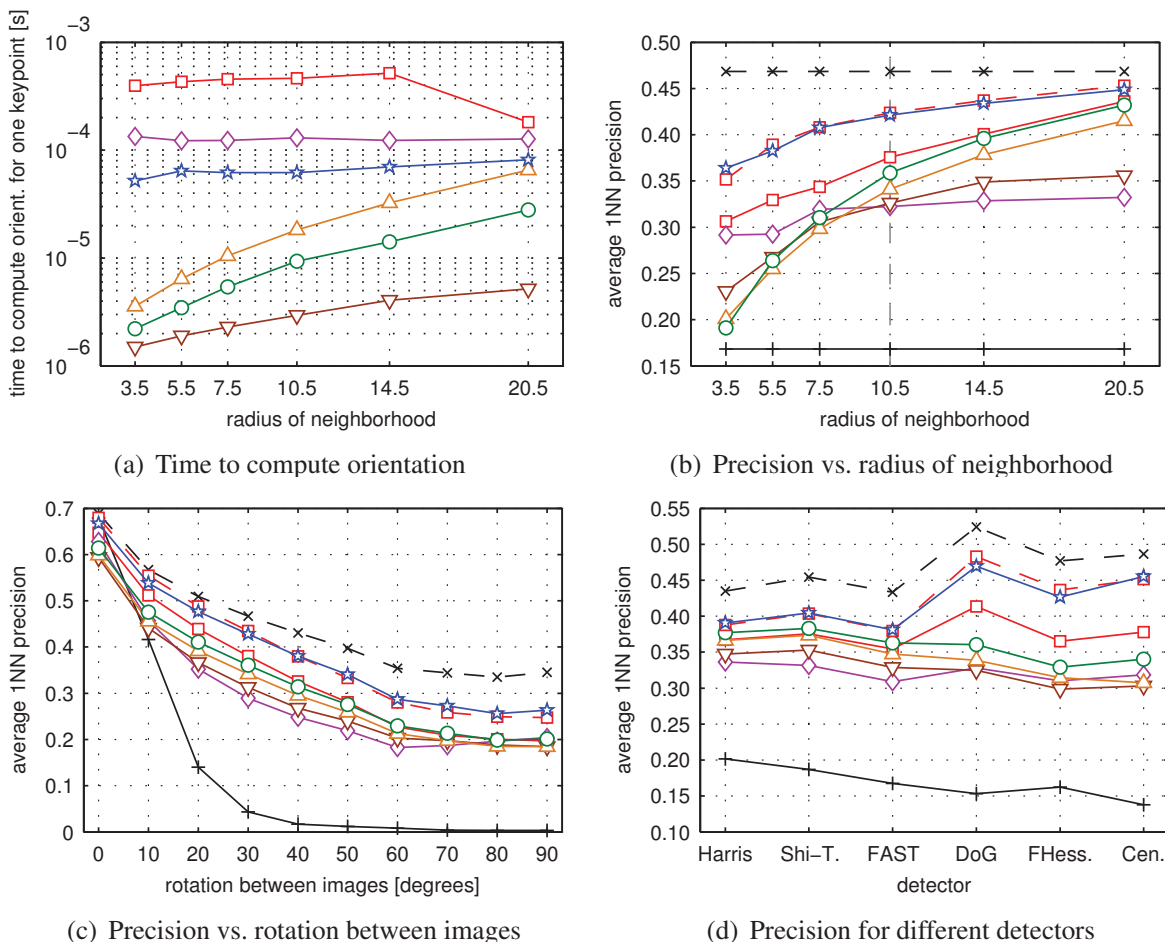 time to compute orient. for one keypoint [s]
10⁻³
10⁻⁴
10⁻⁵
10⁻⁶
3.5 5.5 7.5 10.5 14.5 20.5
radius of neighborhood
(a) Time to compute orientation
average 1NN precision
0.50
0.45
0.40
0.35
0.30
0.25
0.20
0.15
3.5 5.5 7.5 10.5 14.5 20.5
radius of neighborhood
(b) Precision vs. radius of neighborhood
average 1NN precision
0.7
0.6
0.5
0.4
0.3
0.2
0.1
0
0 10 20 30 40 50 60 70 80 90
rotation between images [degrees]
(c) Precision vs. rotation between images
average 1NN precision
0.55
0.50
0.45
0.40
0.35
0.30
0.25
0.20
0.15
0.10
Harris Shi−T. FAST DoG FHess. Cen.
detector
(d) Precision for different detectors